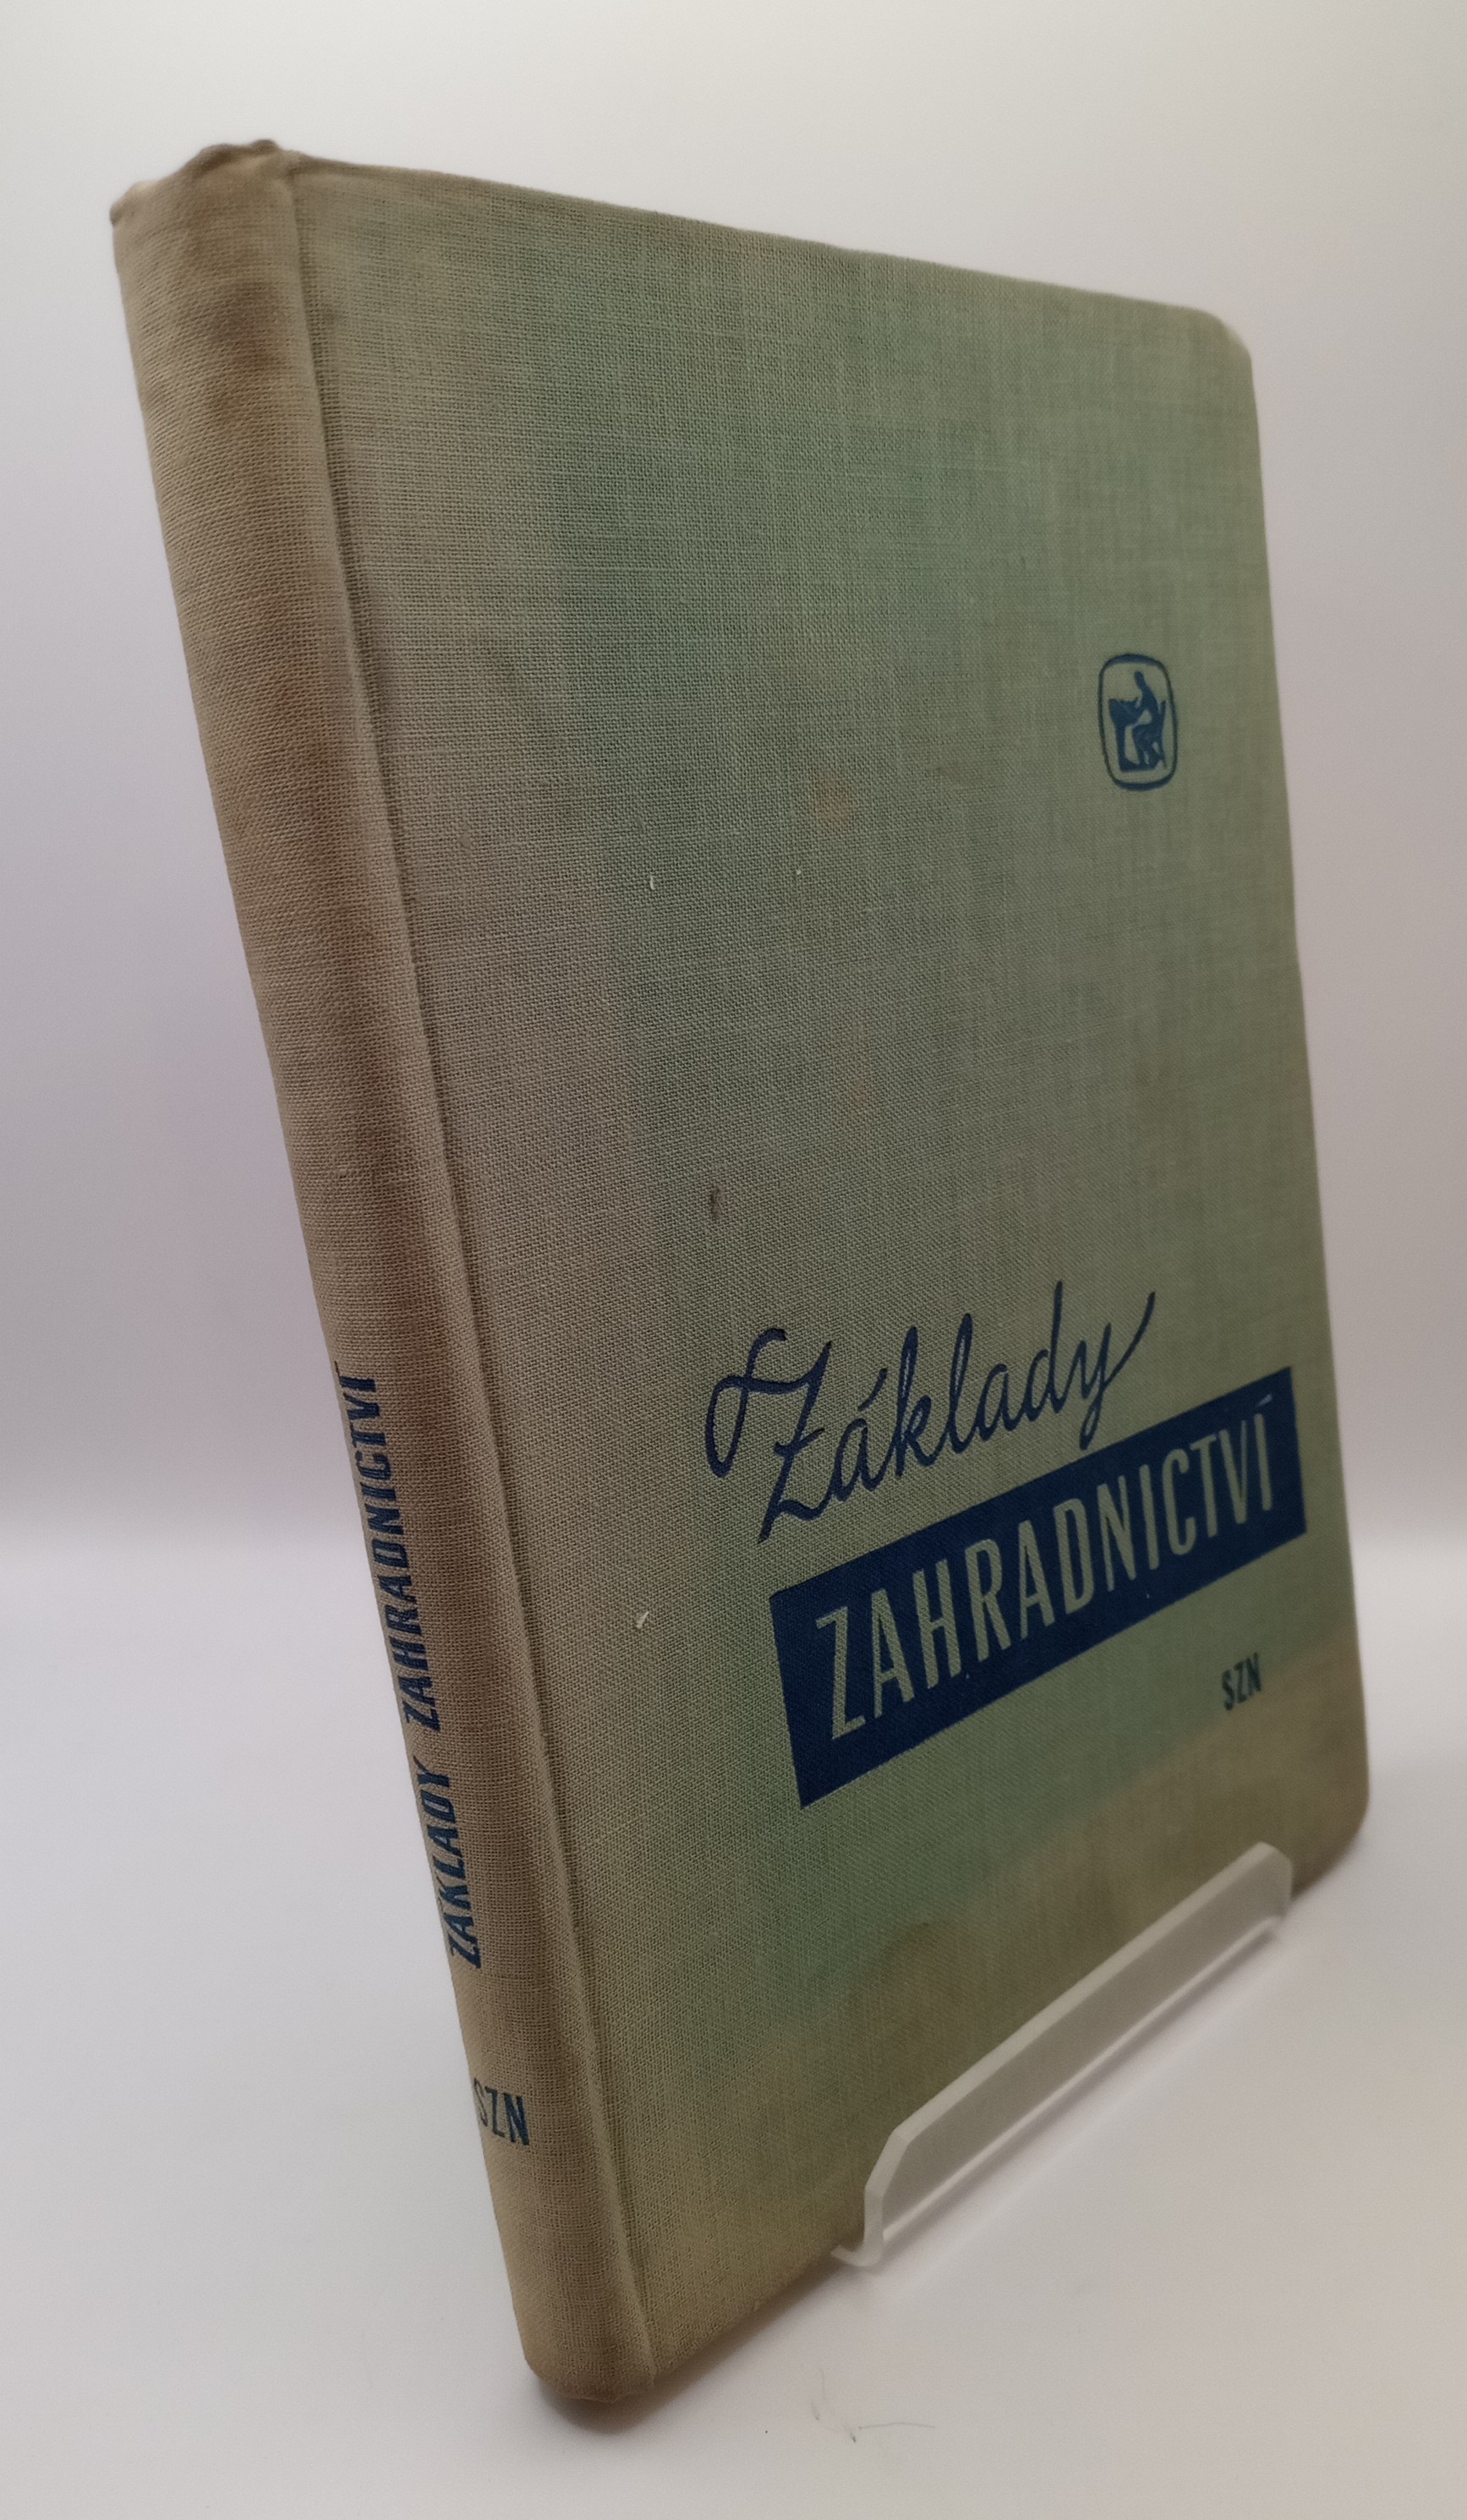 Základy
ZAHRADNICTVÍ
SZN
ZÁKLADY ZAHRADNICTVÍ
SZN